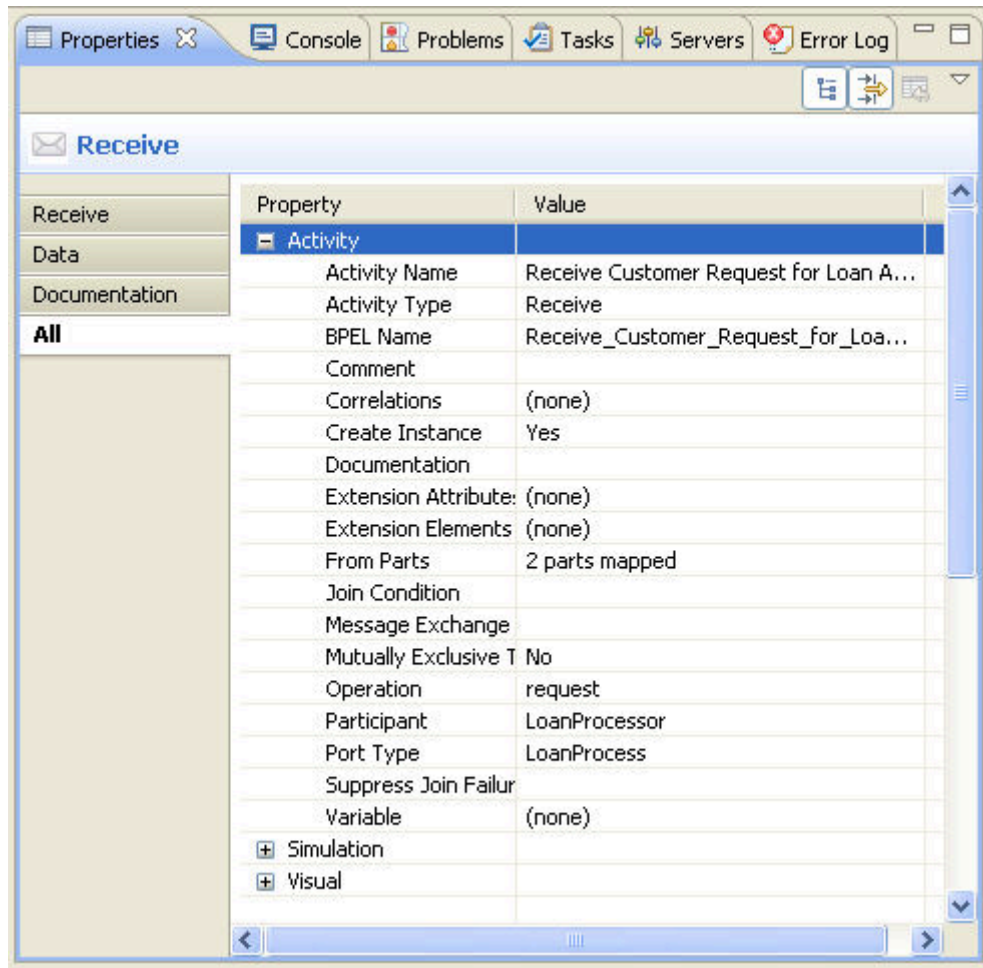 Properties Console Problems Tasks Servers Error Log
Receive
Receive
Data
Documentation
All
Property Value
Activity
Activity Name Receive Customer Request for Loan A...
Activity Type Receive
BPEL Name Receive_Customer_Request_for_Loa...
Comment
Correlations (none)
Create Instance Yes
Documentation
Extension Attribute: (none)
Extension Elements (none)
From Parts 2 parts mapped
Join Condition
Message Exchange
Mutually Exclusive T No
Operation request
Participant LoanProcessor
Port Type LoanProcess
Suppress Join Failur
Variable (none)
Simulation
Visual